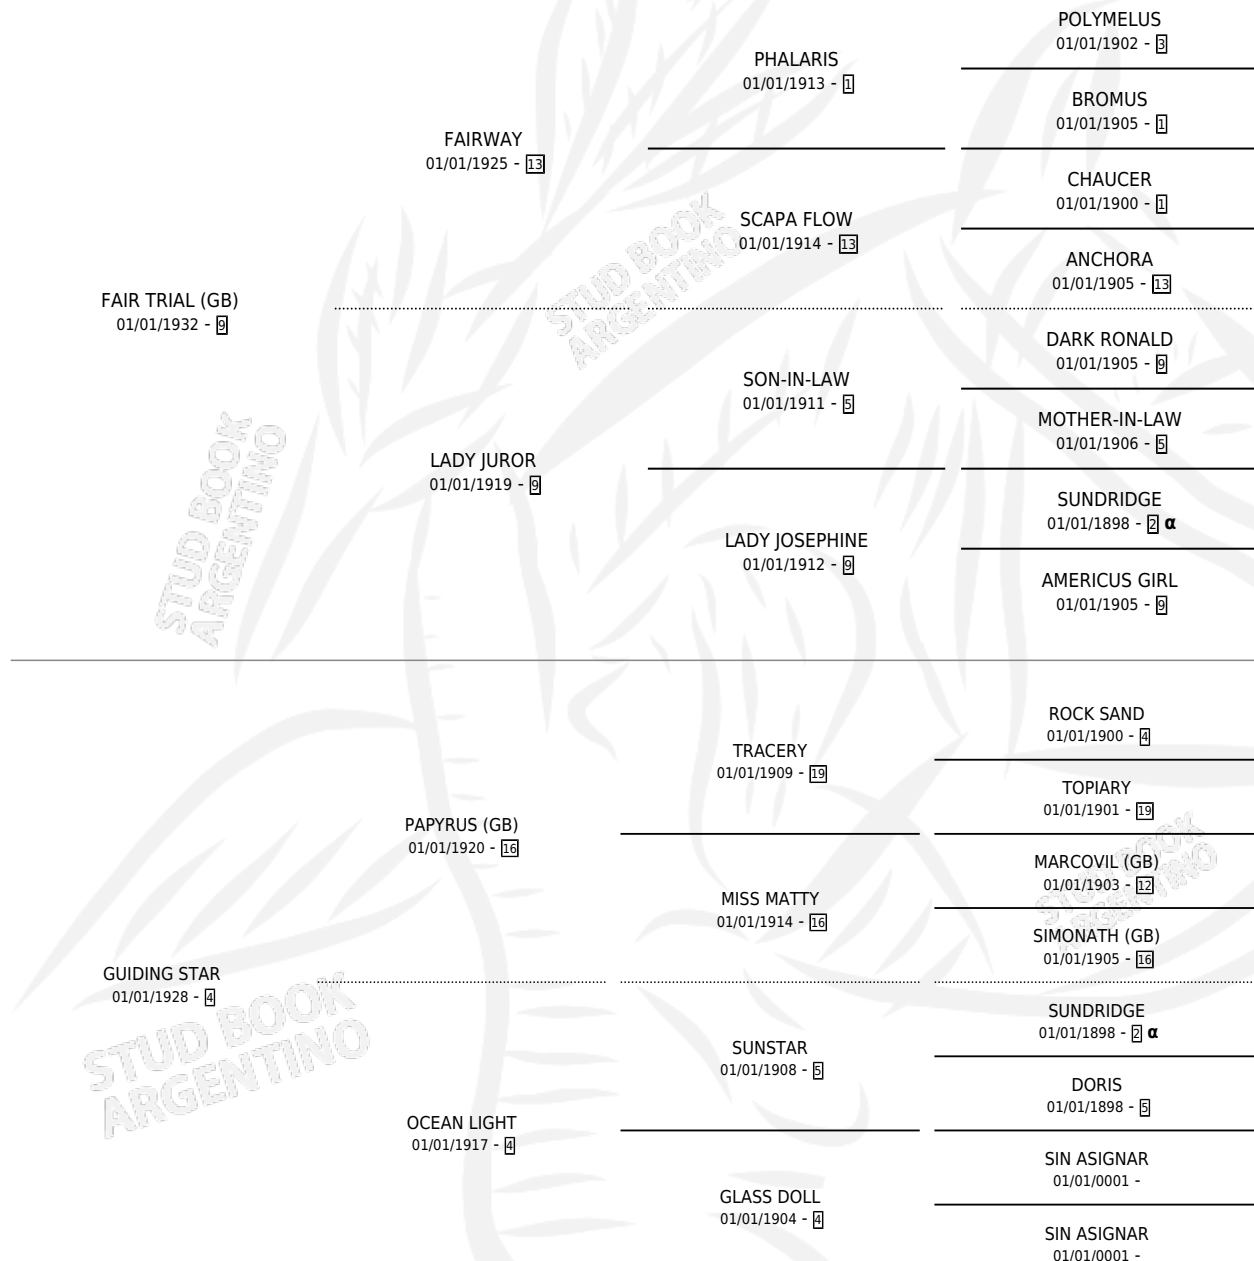 POLYMELUS
01/01/1902 - 3
PHALARIS
01/01/1913 - 1
BROMUS
01/01/1905 - 1
FAIRWAY
01/01/1925 - 13
CHAUCER
01/01/1900 - 1
SCAPA FLOW
01/01/1914 - 13
ANCHORA
01/01/1905 - 13
FAIR TRIAL (GB)
01/01/1932 - 9
DARK RONALD
01/01/1905 - 9
SON-IN-LAW
01/01/1911 - 5
MOTHER-IN-LAW
01/01/1906 - 5
LADY JUROR
01/01/1919 - 9
SUNDRIDGE
01/01/1898 - 2 α
LADY JOSEPHINE
01/01/1912 - 9
AMERICUS GIRL
01/01/1905 - 9
ROCK SAND
01/01/1900 - 4
TRACERY
01/01/1909 - 19
TOPIARY
01/01/1901 - 19
PAPYRUS (GB)
01/01/1920 - 16
MARCOVIL (GB)
01/01/1903 - 12
MISS MATTY
01/01/1914 - 16
SIMONATH (GB)
01/01/1905 - 16
GUIDING STAR
01/01/1928 - 4
SUNDRIDGE
01/01/1898 - 2 α
SUNSTAR
01/01/1908 - 5
DORIS
01/01/1898 - 5
OCEAN LIGHT
01/01/1917 - 4
SIN ASIGNAR
01/01/0001 -
GLASS DOLL
01/01/1904 - 4
SIN ASIGNAR
01/01/0001 -
STUD BOOK
ARGENTINO
STUD BOOK
ARGENTINO
STUD BOOK
ARGENTINO
STUD BOOK
ARGENTINO